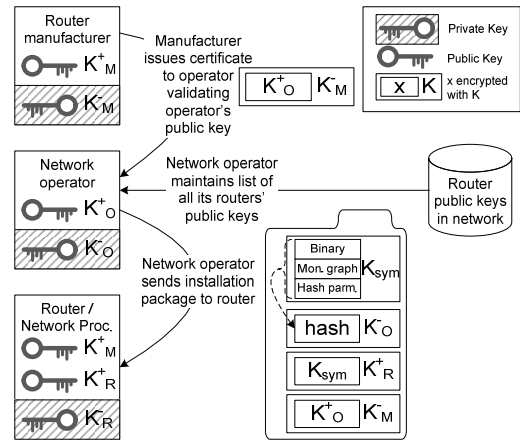 Router
manufacturer
K+M
K-M
Manufacturer
issues certificate
to operator
validating
operator's
public key
K+O K-M
Private Key
Public Key
x K x encrypted
with K
Network
operator
K+O
K-O
Network operator
maintains list of
all its routers'
public keys
Router
public keys
in network
Network operator
sends installation
package to router
Router /
Network Proc.
K+M
K+R
K-R
Binary
Mon. graph
Hash parm.
Ksym
hash K-O
Ksym K+R
K+O K-M